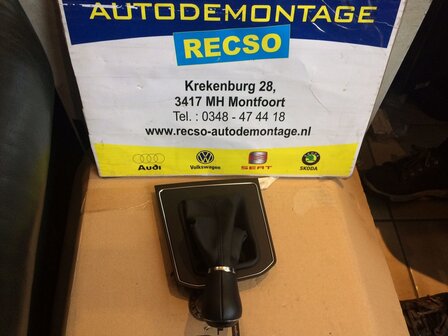 AUTODEMONTAGE
RECSO
Krekenburg 28,
3417 MH Montfoort
Tel. : 0348 - 47 44 18
www.recso-autodemontage.nl
Audi
Volkswagen
SEAT
ŠKODA